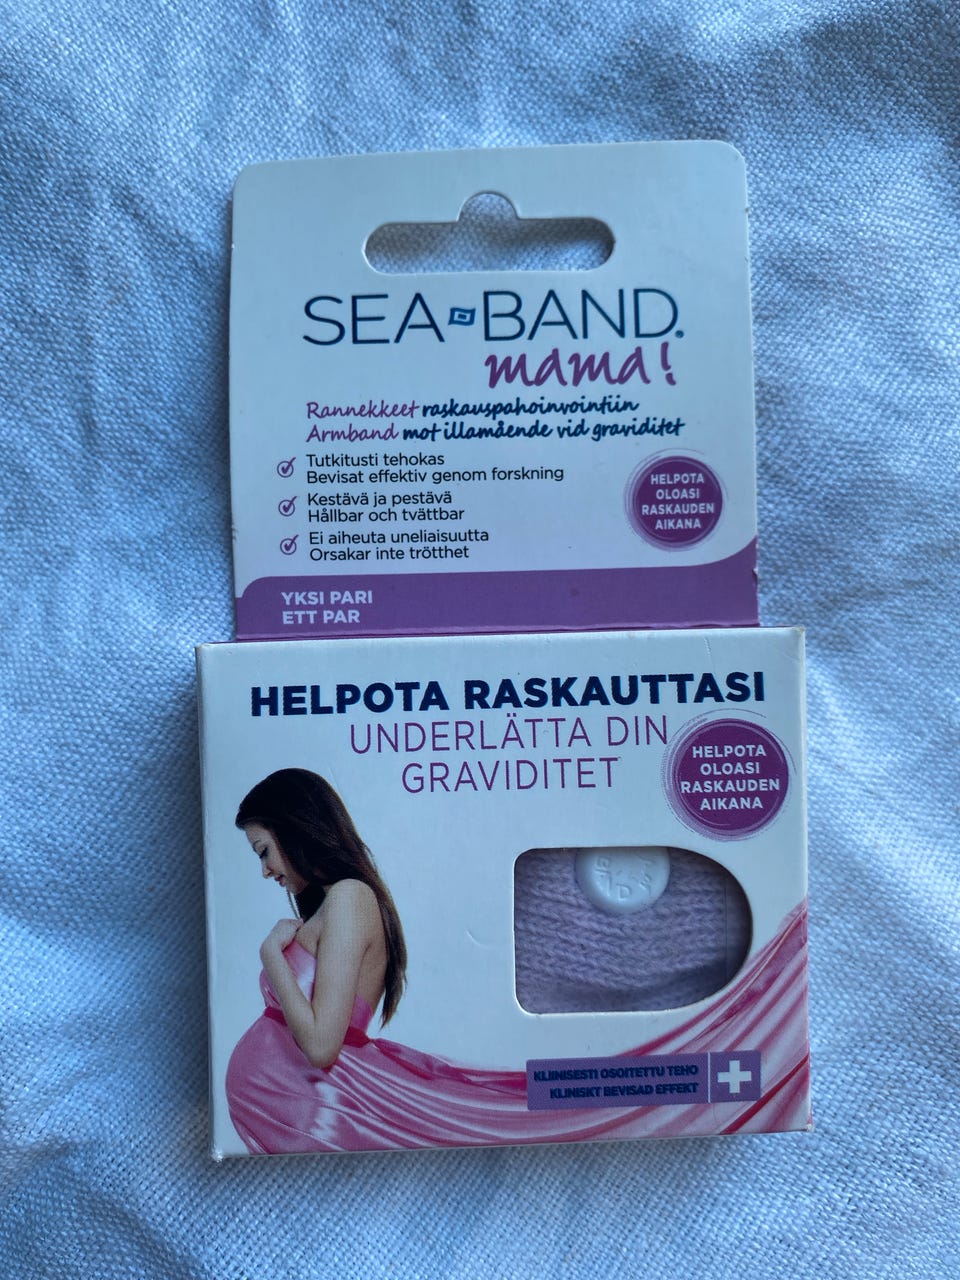 SEA-BAND®
mama!
Rannekkeet raskauspahoinvointiin
Armband mot illamående vid graviditet
Tutkitusti tehokas
Bevisat effektiv genom forskning
Kestävä ja pestävä
Hållbar och tvättbar
Ei aiheuta uneliaisuutta
Orsakar inte trötthet
HELPOTA
OLOASI
RASKAUDEN
AIKANA
YKSI PARI
ETT PAR
HELPOTA RASKAUTTASI
UNDERLÄTTA DIN
GRAVIDITET
HELPOTA
OLOASI
RASKAUDEN
AIKANA
KLIINISESTI OSOITETTU TEHO
KLINISKT BEVISAD EFFEKT